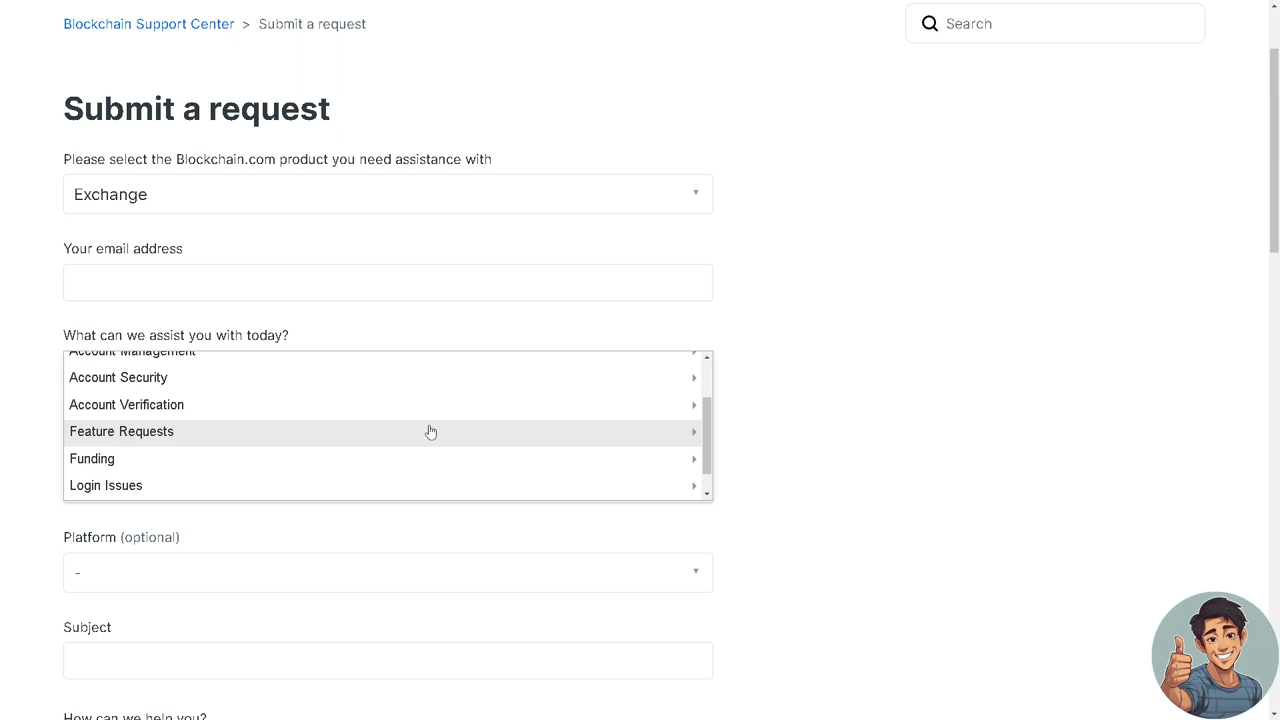 Blockchain Support Center > Submit a request
Search
Submit a request
Please select the Blockchain.com product you need assistance with
Exchange
Your email address
What can we assist you with today?
Account Management
Account Security
Account Verification
Feature Requests
Funding
Login Issues
Platform (optional)
-
Subject
How can we help you?